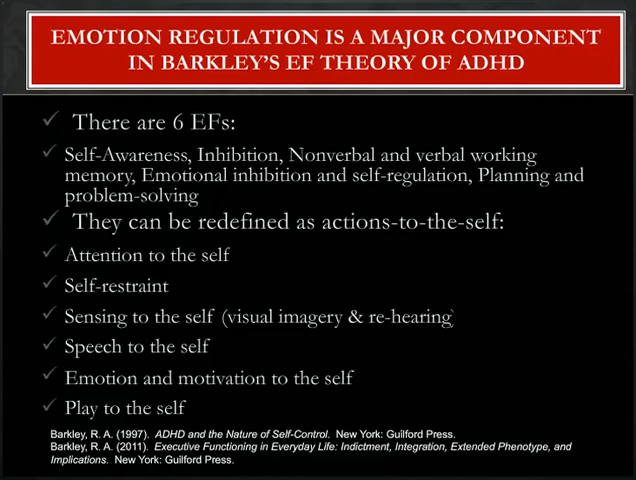 EMOTION REGULATION IS A MAJOR COMPONENT
IN BARKLEY'S EF THEORY OF ADHD
There are 6 EFs:
Self-Awareness, Inhibition, Nonverbal and verbal working
memory, Emotional inhibition and self-regulation, Planning and
problem-solving
They can be redefined as actions-to-the-self:
Attention to the self
Self-restraint
Sensing to the self (visual imagery & re-hearing)
Speech to the self
Emotion and motivation to the self
Play to the self
Barkley, R. A. (1997). ADHD and the Nature of Self-Control. New York: Guilford Press.
Barkley, R. A. (2011). Executive Functioning in Everyday Life: Indictment, Integration, Extended Phenotype, and
Implications. New York: Guilford Press.